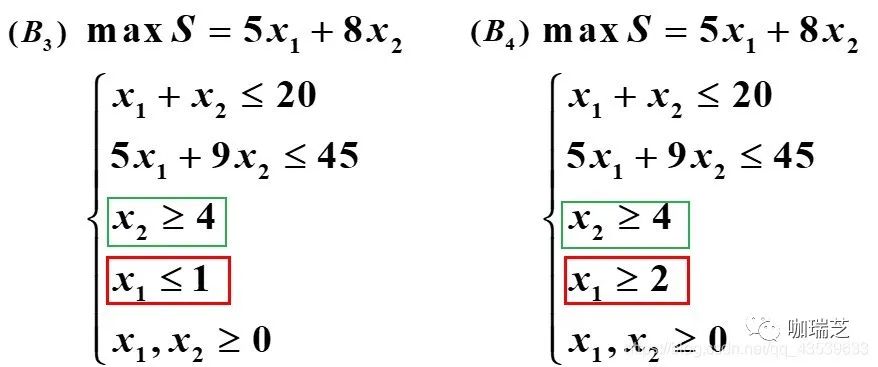 (B₃) max S = 5x₁ + 8x₂
x₁ + x₂ ≤ 20
5x₁ + 9x₂ ≤ 45
x₂ ≥ 4
x₁ ≤ 1
x₁, x₂ ≥ 0
(B₄) max S = 5x₁ + 8x₂
x₁ + x₂ ≤ 20
5x₁ + 9x₂ ≤ 45
x₂ ≥ 4
x₁ ≥ 2
x₁, x₂ ≥ 0
咖瑞芝